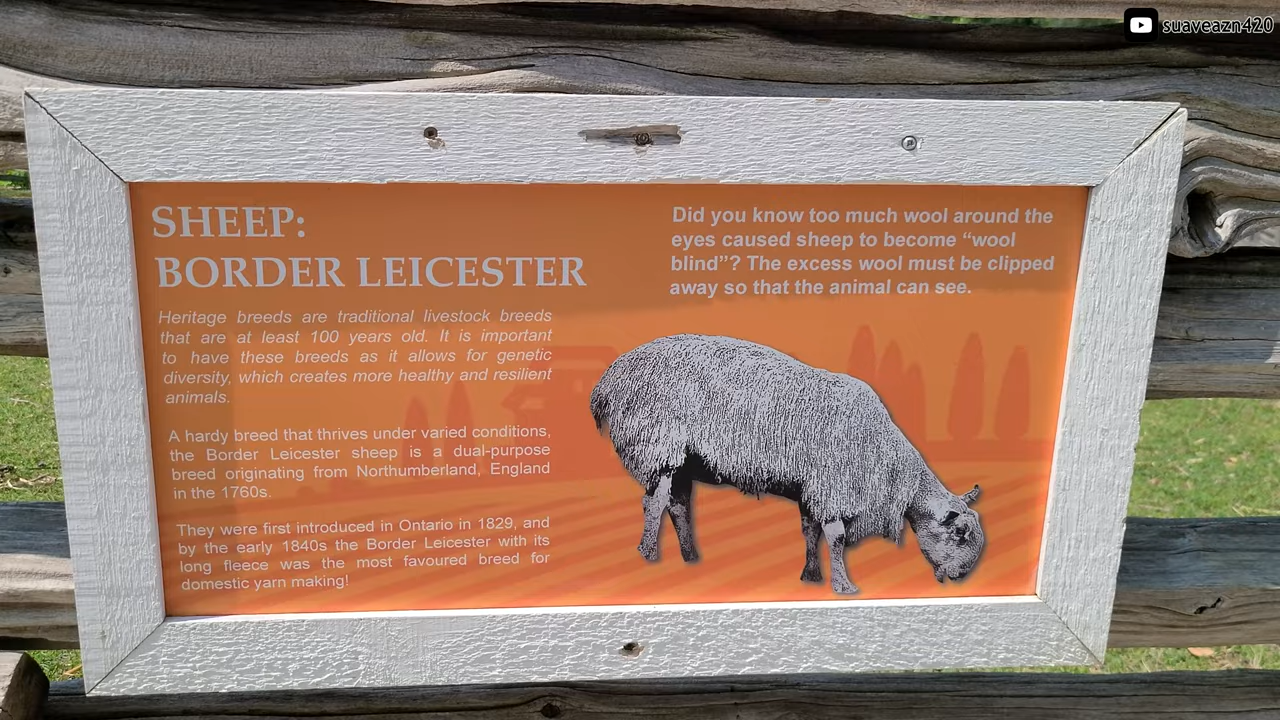 suaveazn420
SHEEP:
BORDER LEICESTER
Heritage breeds are traditional livestock breeds
that are at least 100 years old. It is important
to have these breeds as it allows for genetic
diversity, which creates more healthy and resilient
animals.
A hardy breed that thrives under varied conditions,
the Border Leicester sheep is a dual-purpose
breed originating from Northumberland, England
in the 1760s.
They were first introduced in Ontario in 1829, and
by the early 1840s the Border Leicester with its
long fleece was the most favoured breed for
domestic yarn making!
Did you know too much wool around the
eyes caused sheep to become “wool
blind”? The excess wool must be clipped
away so that the animal can see.